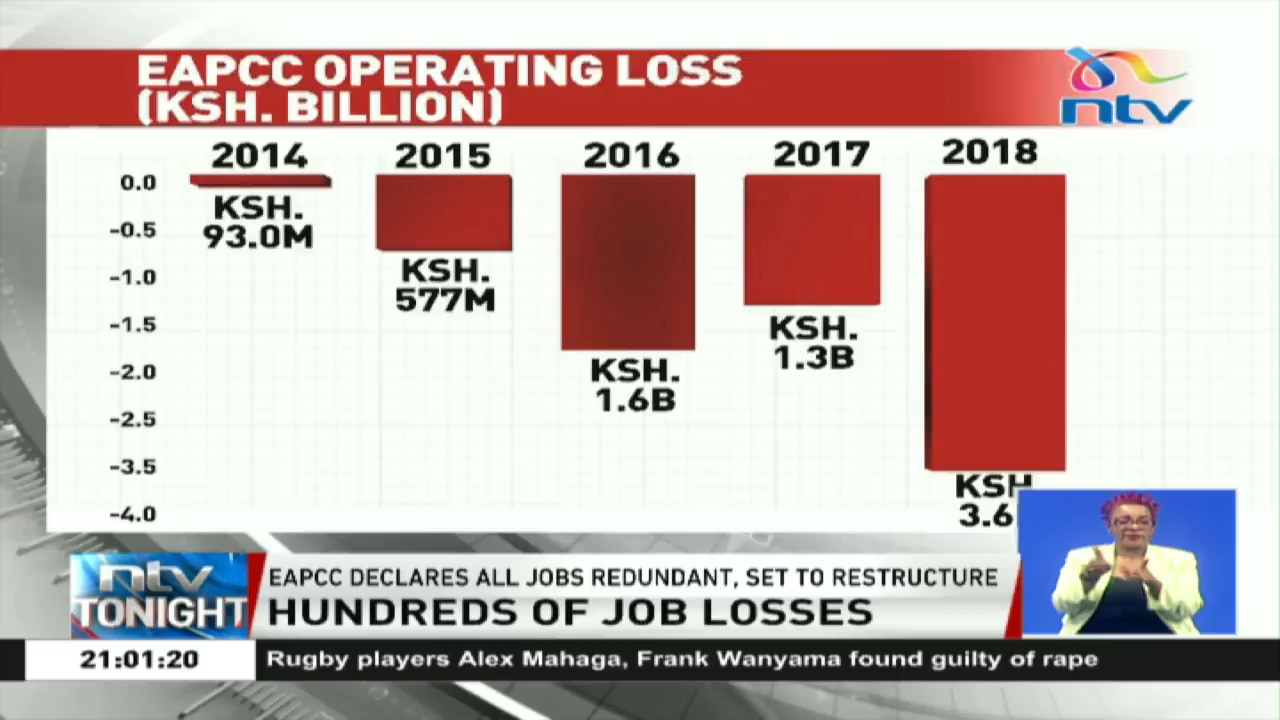 EAPCC OPERATING LOSS
(KSH. BILLION)
ntv
2014 2015 2016 2017 2018
0.0
-0.5
-1.0
-1.5
-2.0
-2.5
-3.5
-4.0
KSH.
93.0M
KSH.
577M
KSH.
1.6B
KSH.
1.3B
KSH
3.6
ntv
TONIGHT
EAPCC DECLARES ALL JOBS REDUNDANT, SET TO RESTRUCTURE
HUNDREDS OF JOB LOSSES
21:01:20
Rugby players Alex Mahaga, Frank Wanyama found guilty of rape